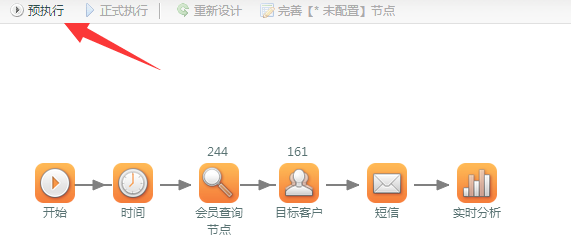 预执行 正式执行 重新设计 完善【* 未配置】节点
244 161
开始 时间 会员查询 目标客户 短信 实时分析
节点